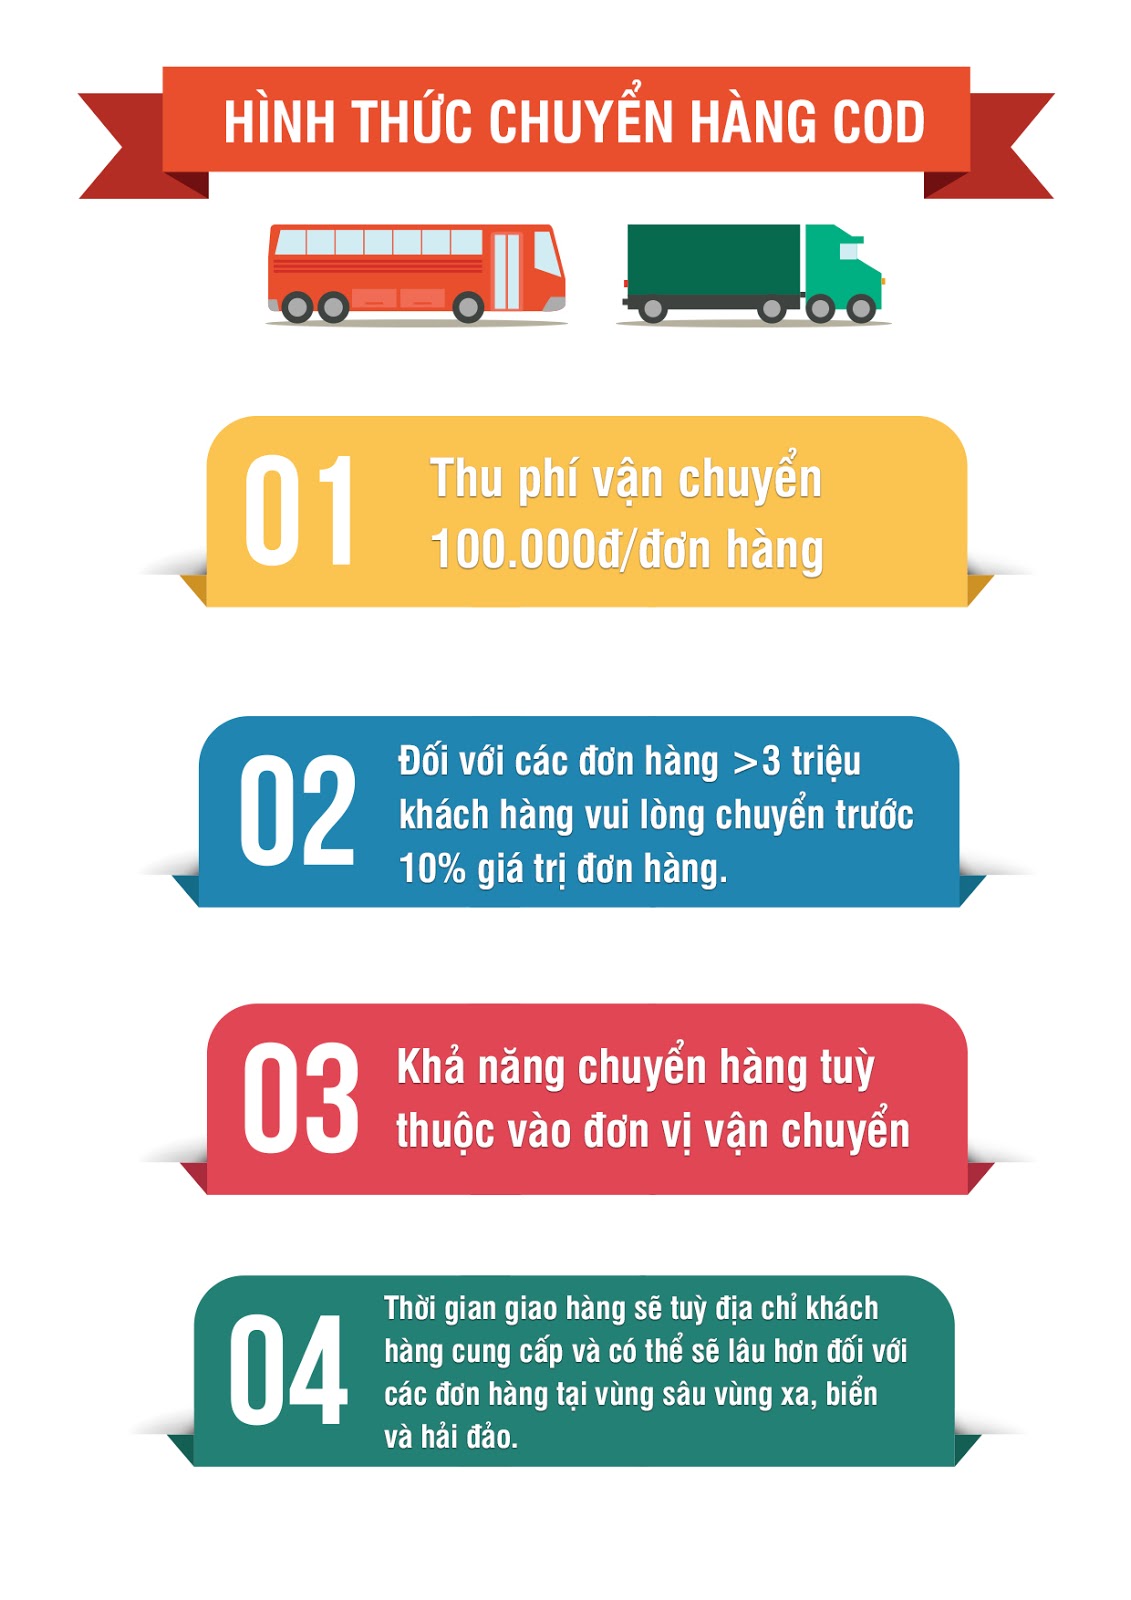 HÌNH THỨC CHUYỂN HÀNG COD
01
Thu phí vận chuyển
100.000đ/đơn hàng
02
Đối với các đơn hàng >3 triệu
khách hàng vui lòng chuyển trước
10% giá trị đơn hàng.
03
Khả năng chuyển hàng tuỳ
thuộc vào đơn vị vận chuyển
04
Thời gian giao hàng sẽ tuỳ địa chỉ khách
hàng cung cấp và có thể sẽ lâu hơn đối với
các đơn hàng tại vùng sâu vùng xa, biển
và hải đảo.